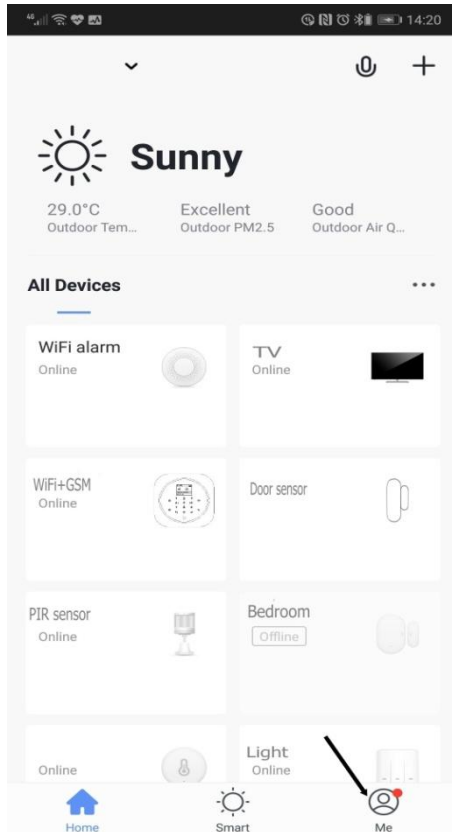 4G 14:20
Sunny
29.0°C Excellent Good
Outdoor Tem... Outdoor PM2.5 Outdoor Air Q...
All Devices
WiFi alarm
Online
TV
Online
WiFi+GSM
Online
Door sensor
PIR sensor
Online
Bedroom
Offline
Online
Light
Online
Home Smart Me